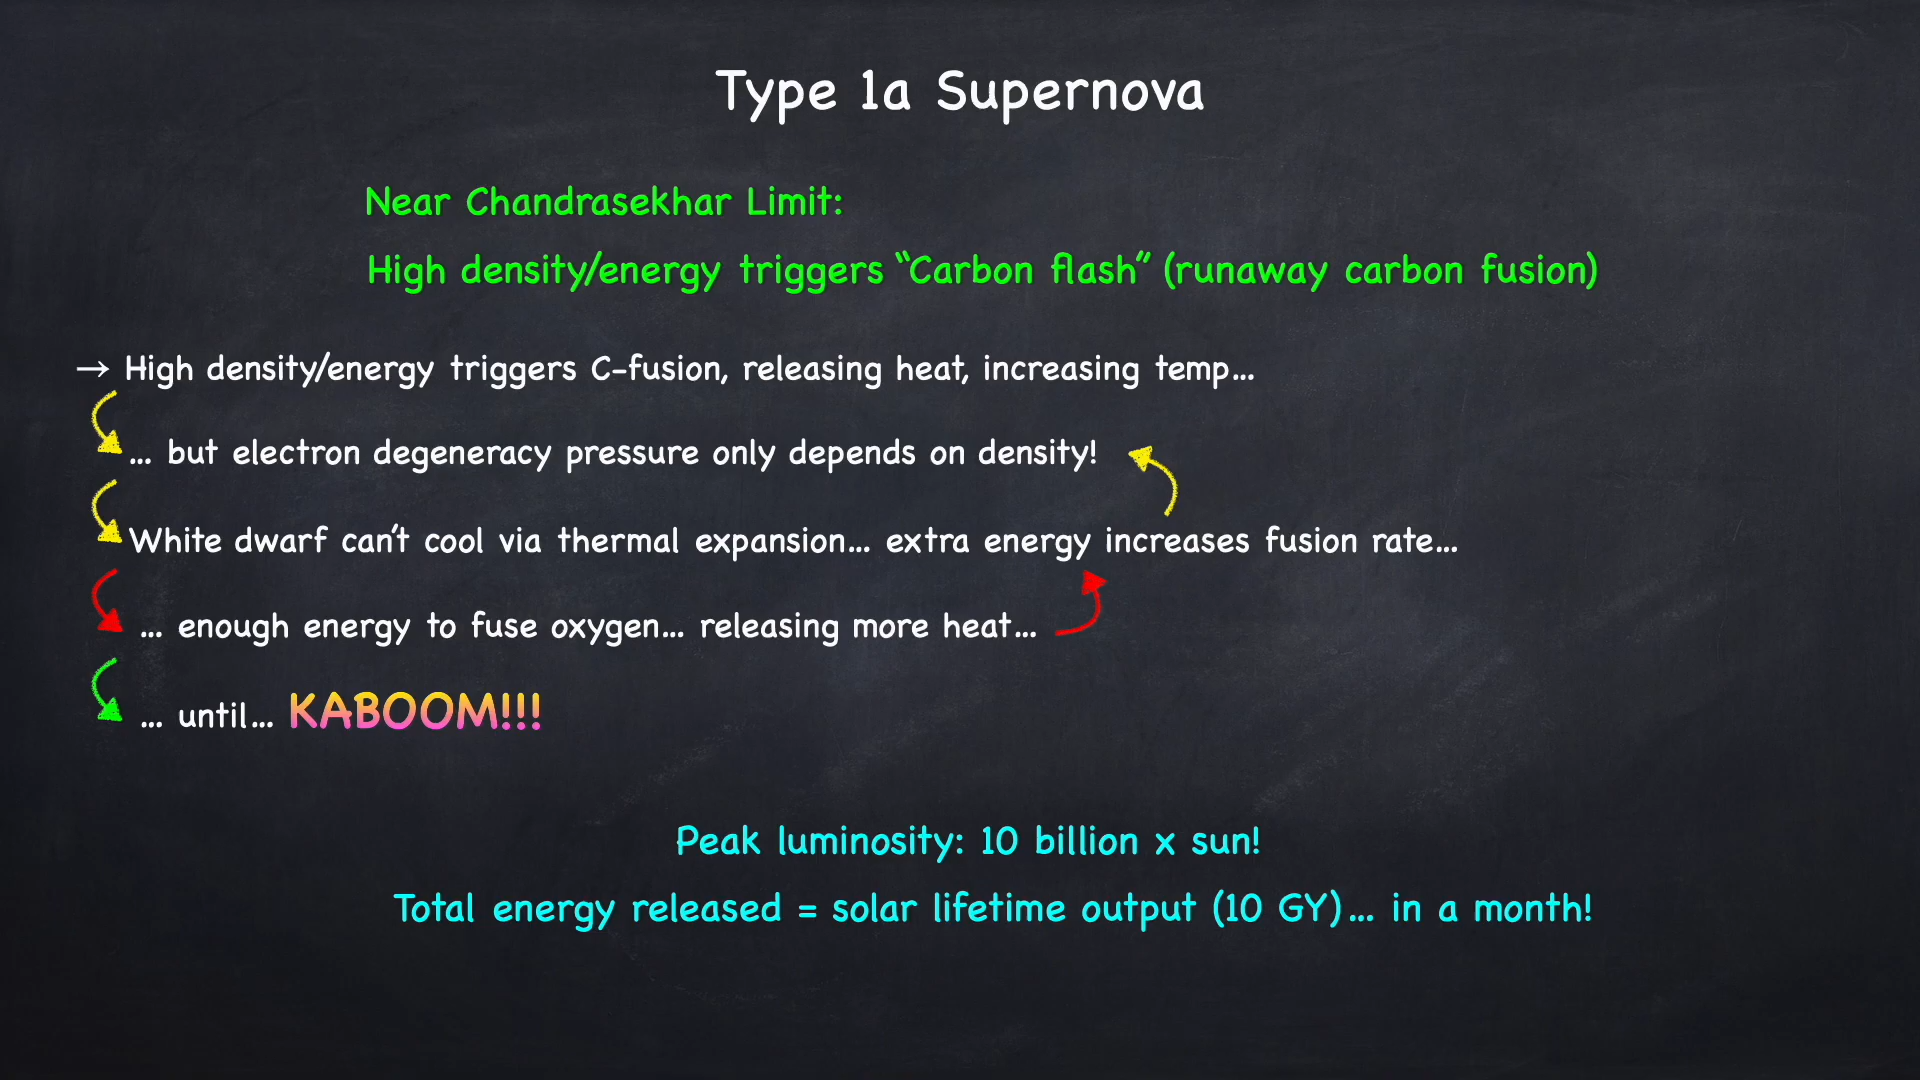 Type 1a Supernova
Near Chandrasekhar Limit:
High density/energy triggers “Carbon flash” (runaway carbon fusion)
→ High density/energy triggers C-fusion, releasing heat, increasing temp...
... but electron degeneracy pressure only depends on density!
White dwarf can’t cool via thermal expansion... extra energy increases fusion rate...
... enough energy to fuse oxygen... releasing more heat...
... until... KABOOM!!!
Peak luminosity: 10 billion x sun!
Total energy released = solar lifetime output (10 GY)... in a month!